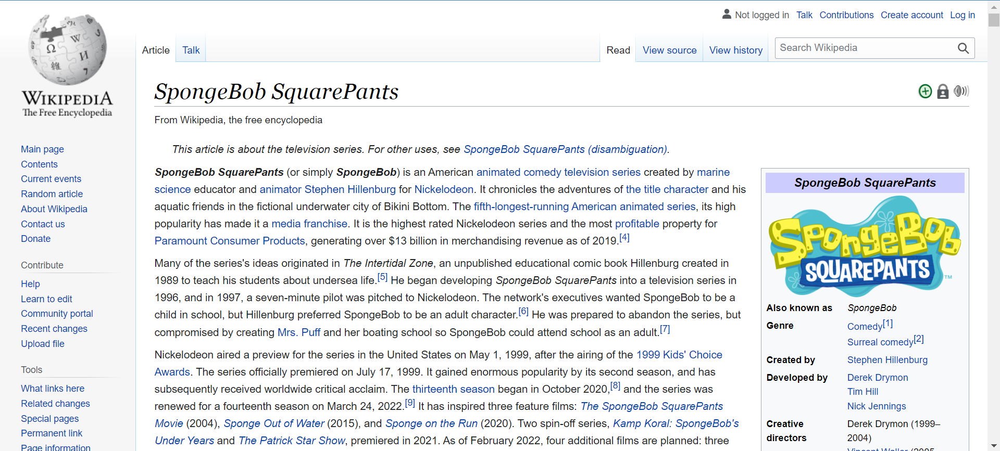 Not logged in Talk Contributions Create account Log in
Article Talk Read View source View history Search Wikipedia
WIKIPEDIA
The Free Encyclopedia
Main page
Contents
Current events
Random article
About Wikipedia
Contact us
Donate
Contribute
Help
Learn to edit
Community portal
Recent changes
Upload file
Tools
What links here
Related changes
Special pages
Permanent link
Page information
SpongeBob SquarePants
From Wikipedia, the free encyclopedia
This article is about the television series. For other uses, see SpongeBob SquarePants (disambiguation).
SpongeBob SquarePants (or simply SpongeBob) is an American animated comedy television series created by marine
science educator and animator Stephen Hillenburg for Nickelodeon. It chronicles the adventures of the title character and his
aquatic friends in the fictional underwater city of Bikini Bottom. The fifth-longest-running American animated series, its high
popularity has made it a media franchise. It is the highest rated Nickelodeon series and the most profitable property for
Paramount Consumer Products, generating over $13 billion in merchandising revenue as of 2019.[4]
Many of the series's ideas originated in The Intertidal Zone, an unpublished educational comic book Hillenburg created in
1989 to teach his students about undersea life.[5] He began developing SpongeBob SquarePants into a television series in
1996, and in 1997, a seven-minute pilot was pitched to Nickelodeon. The network's executives wanted SpongeBob to be a
child in school, but Hillenburg preferred SpongeBob to be an adult character.[6] He was prepared to abandon the series, but
compromised by creating Mrs. Puff and her boating school so SpongeBob could attend school as an adult.[7]
Nickelodeon aired a preview for the series in the United States on May 1, 1999, after the airing of the 1999 Kids' Choice
Awards. The series officially premiered on July 17, 1999. It gained enormous popularity by its second season, and has
subsequently received worldwide critical acclaim. The thirteenth season began in October 2020,[8] and the series was
renewed for a fourteenth season on March 24, 2022.[9] It has inspired three feature films: The SpongeBob SquarePants
Movie (2004), Sponge Out of Water (2015), and Sponge on the Run (2020). Two spin-off series, Kamp Koral: SpongeBob's
Under Years and The Patrick Star Show, premiered in 2021. As of February 2022, four additional films are planned: three
SpongeBob SquarePants
SpongeBob
SQUAREPANTS ™
Also known as SpongeBob
Genre Comedy[1]
Surreal comedy[2]
Created by Stephen Hillenburg
Developed by Derek Drymon
Tim Hill
Nick Jennings
Creative Derek Drymon (1999–
directors 2004)
Vincent Waller (2005